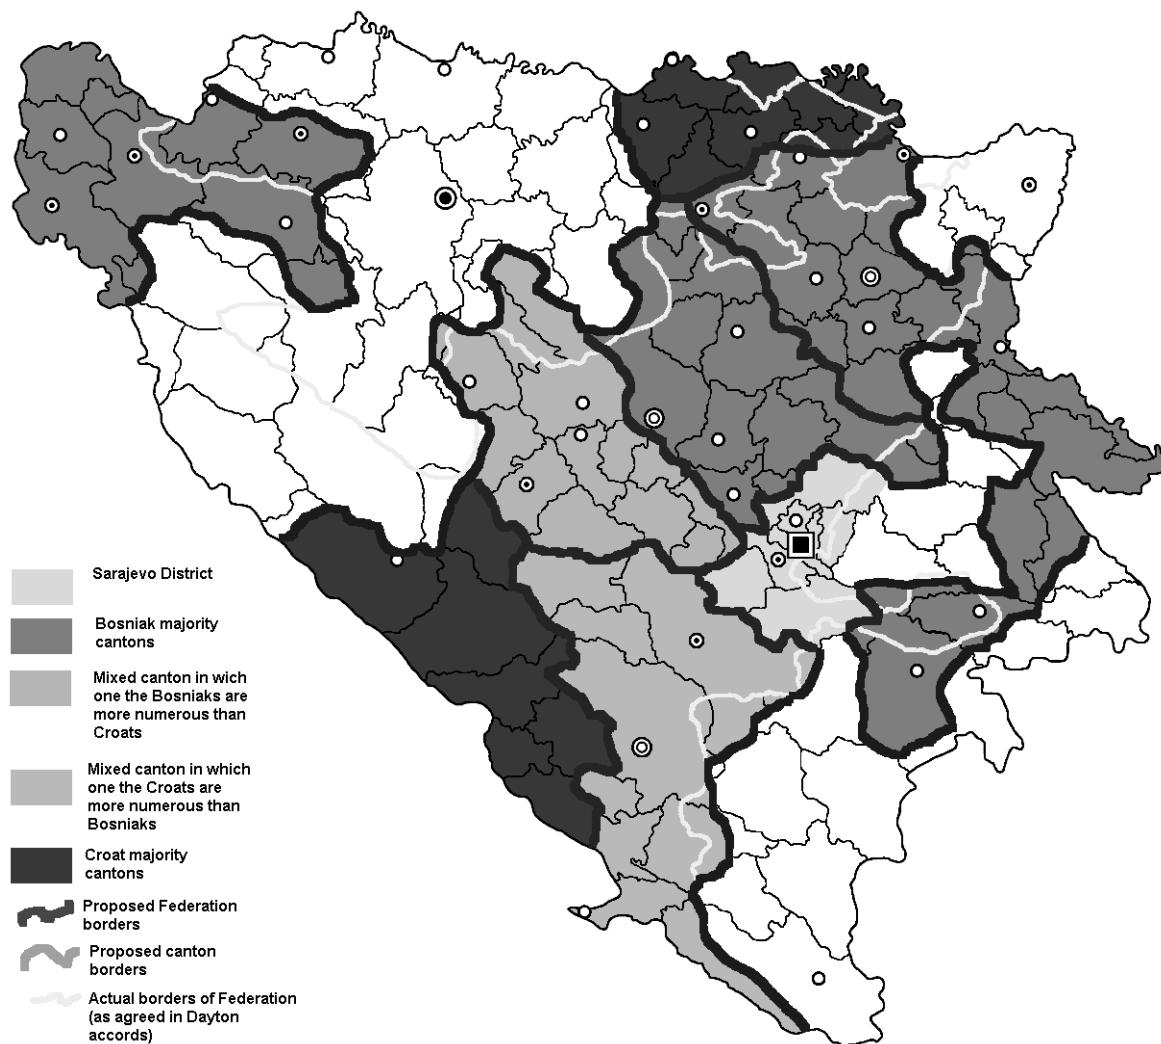 Sarajevo District
Bosniak majority
cantons
Mixed canton in wich
one the Bosniaks are
more numerous than
Croats
Mixed canton in which
one the Croats are
more numerous than
Bosniaks
Croat majority
cantons
Proposed Federation
borders
Proposed canton
borders
Actual borders of Federation
(as agreed in Dayton
accords)